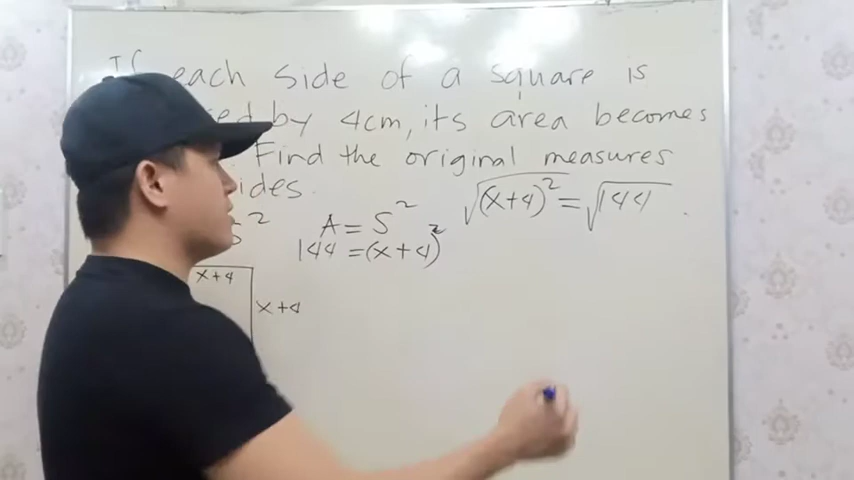 If each side of a square is
by 4cm, its area becomes
Find the original measures
sides.
√(x+4)² = √144
A = S²
144 = (x+4)²
x+4
x+4